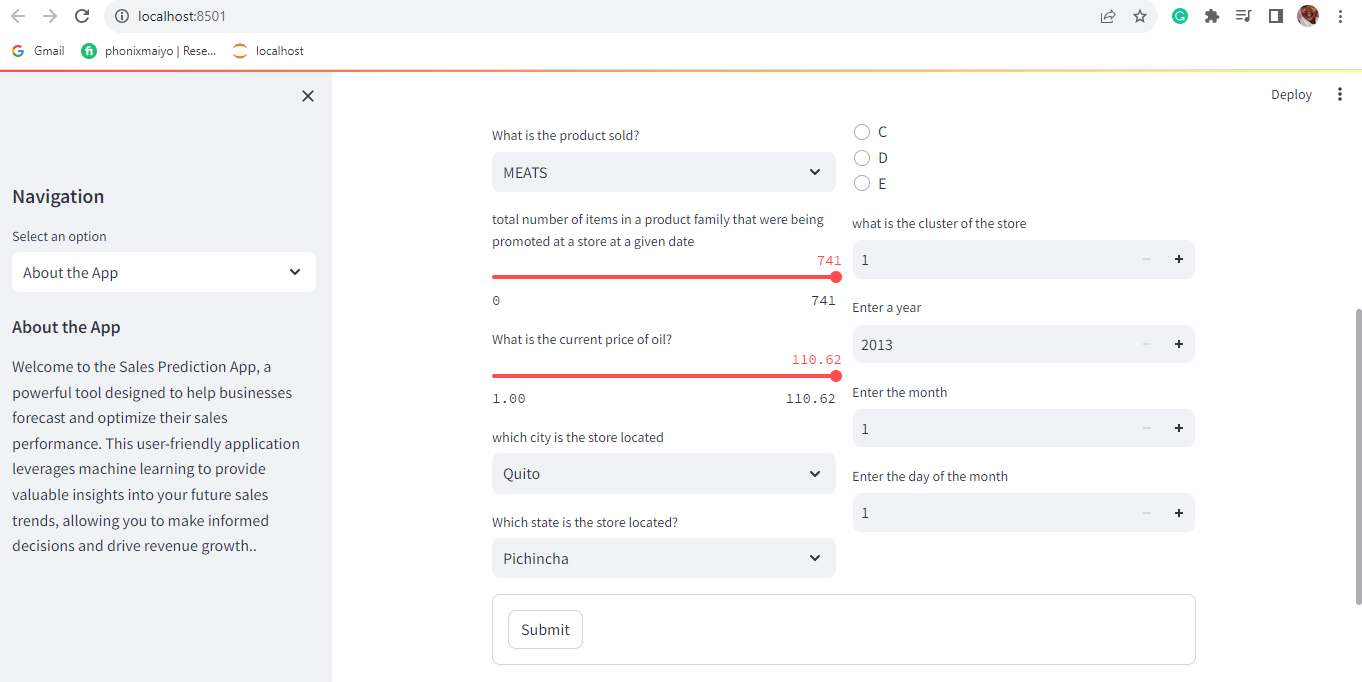 localhost:8501
Gmail
phonixmaiyo | Rese...
localhost
Deploy
Navigation
Select an option
About the App
About the App
Welcome to the Sales Prediction App, a
powerful tool designed to help businesses
forecast and optimize their sales
performance. This user-friendly application
leverages machine learning to provide
valuable insights into your future sales
trends, allowing you to make informed
decisions and drive revenue growth..
What is the product sold?
MEATS
total number of items in a product family that were being
promoted at a store at a given date
741
0
741
What is the current price of oil?
110.62
1.00
110.62
which city is the store located
Quito
Which state is the store located?
Pichincha
C
D
E
what is the cluster of the store
1
Enter a year
2013
Enter the month
1
Enter the day of the month
1
Submit